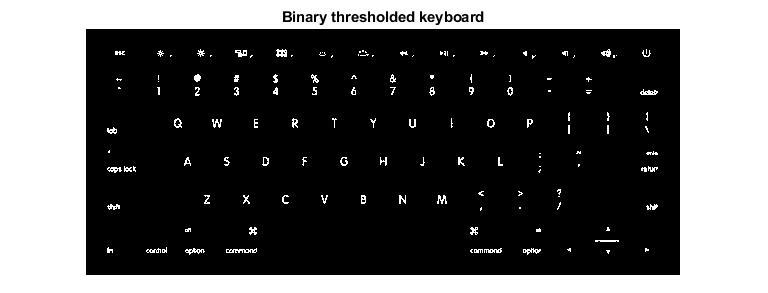 Binary thresholded keyboard
esc
! @ # $ % ^ & * ( ) - +
1 2 3 4 5 6 7 8 9 0 - = delete
tab Q W E R T Y U I O P { } |
[ ] \
A S D F G H J K L : " enter
caps lock ; ' return
Z X C V B N M < > ?
shift , . / shift
alt ⌘ ⌘ alt
fn control option command command option